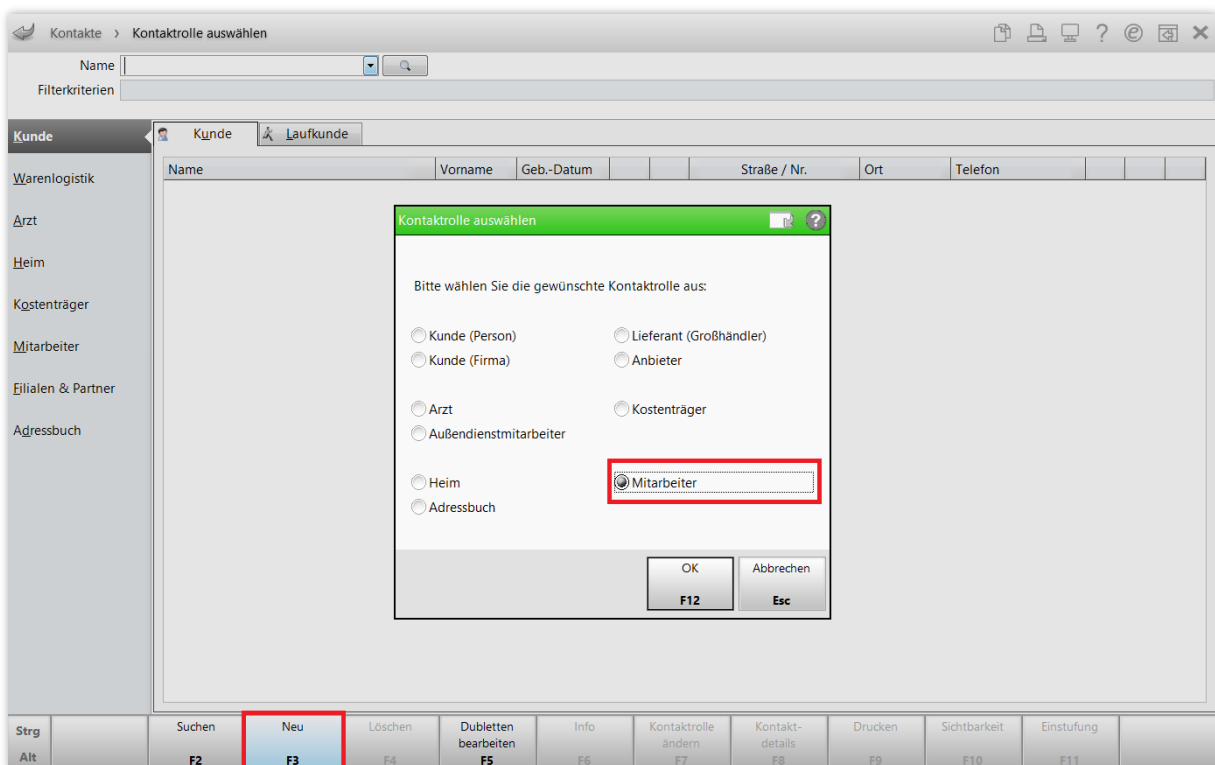 Kontakte > Kontaktrolle auswählen
Name
Filterkriterien
Kunde
Warenlogistik
Arzt
Heim
Kostenträger
Mitarbeiter
Filialen & Partner
Adressbuch
Kunde Laufkunde
Name Vorname Geb.-Datum Straße / Nr. Ort Telefon
Kontaktrolle auswählen
Bitte wählen Sie die gewünschte Kontaktrolle aus:
Kunde (Person) Lieferant (Großhändler)
Kunde (Firma) Anbieter
Arzt Kostenträger
Außendienstmitarbeiter
Heim Mitarbeiter
Adressbuch
OK Abbrechen
F12 Esc
Strg Suchen Neu Löschen Dubletten Info Kontaktrolle Kontakt- Drucken Sichtbarkeit Einstufung
bearbeiten ändern details
Alt F2 F3 F4 F5 F6 F7 F8 F9 F10 F11